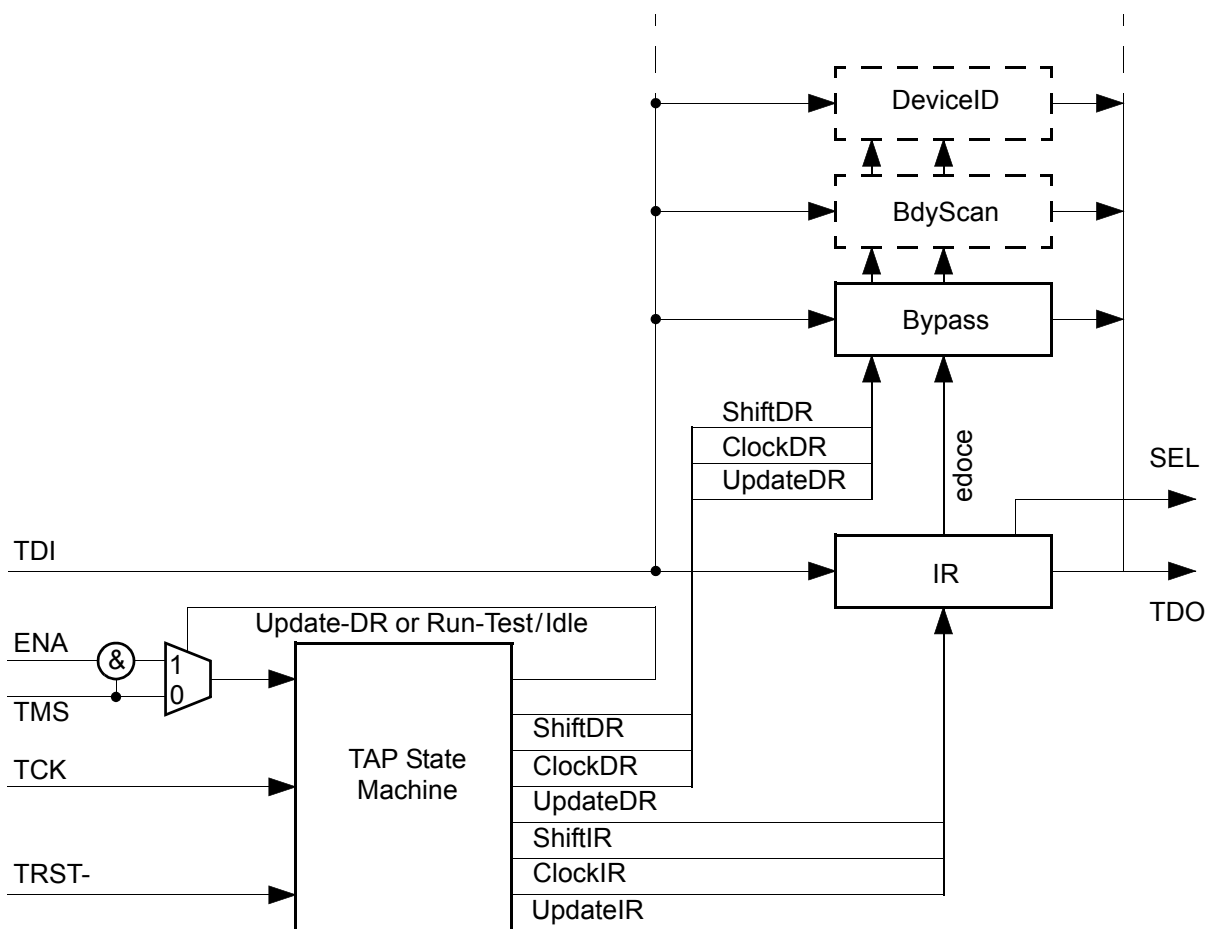 DeviceID
BdyScan
Bypass
ShiftDR
ClockDR
UpdateDR
edoce
SEL
TDI
IR
TDO
Update-DR or Run-Test/Idle
ENA
&
1
0
TMS
ShiftDR
TCK
TAP State
Machine
ClockDR
UpdateDR
ShiftIR
TRST-
ClockIR
UpdateIR